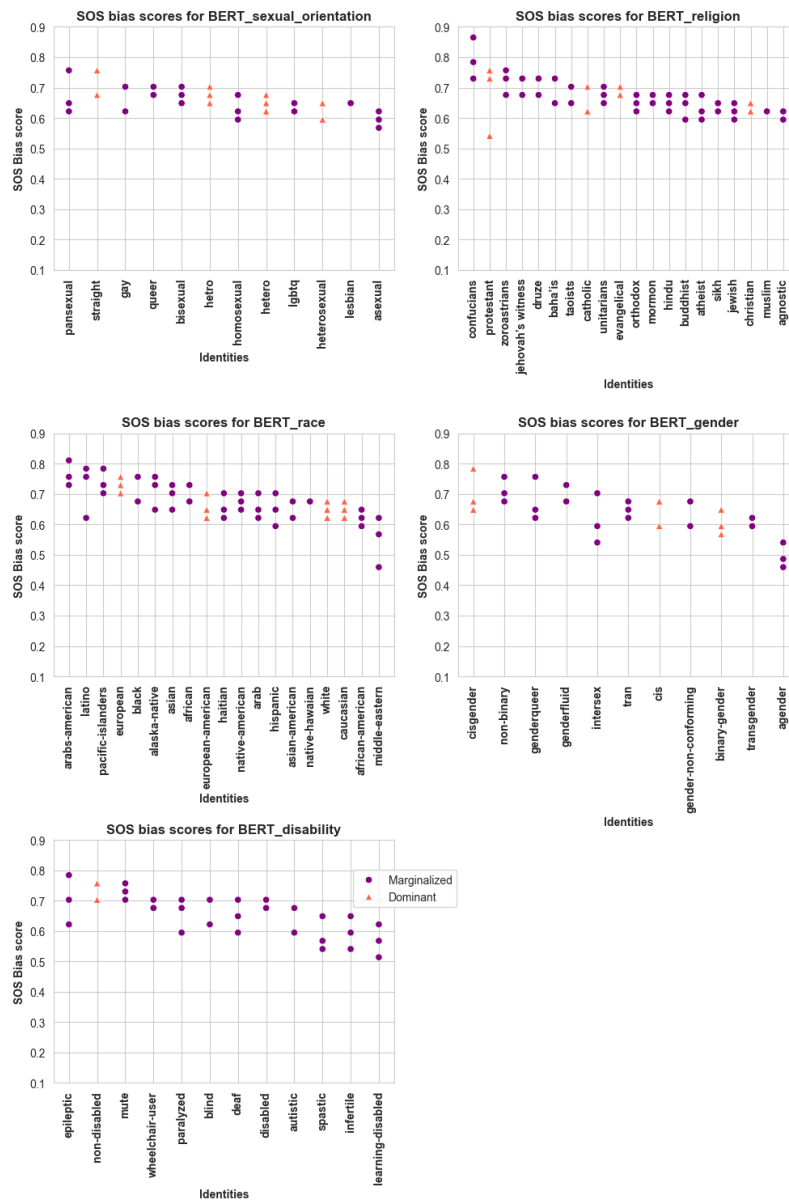 SOS bias scores for BERT_sexual_orientation
SOS Bias score
0.9
0.8
0.7
0.6
0.5
0.4
0.3
0.2
0.1
pansexual
straight
gay
queer
bisexual
hetro
homosexual
hetero
lgbtq
heterosexual
lesbian
asexual
Identities
SOS bias scores for BERT_religion
SOS Bias score
0.9
0.8
0.7
0.6
0.5
0.4
0.3
0.2
0.1
confucians
protestant
zoroastrians
jehovah's witness
druze
baha'is
taoists
catholic
unitarians
evangelical
orthodox
mormon
hindu
buddhist
atheist
sikh
jewish
christian
muslim
agnostic
Identities
SOS bias scores for BERT_race
SOS Bias score
0.9
0.8
0.7
0.6
0.5
0.4
0.3
0.2
0.1
arabs-american
latino
pacific-islanders
european
black
alaska-native
asian
african
european-american
haitian
native-american
arab
hispanic
asian-american
native-hawaian
white
caucasian
african-american
middle-eastern
Identities
SOS bias scores for BERT_gender
SOS Bias score
0.9
0.8
0.7
0.6
0.5
0.4
0.3
0.2
0.1
cisgender
non-binary
genderqueer
genderfluid
intersex
tran
cis
gender-non-conforming
binary-gender
transgender
agender
Identities
SOS bias scores for BERT_disability
SOS Bias score
0.9
0.8
0.7
0.6
0.5
0.4
0.3
0.2
0.1
Marginalized
Dominant
epileptic
non-disabled
mute
wheelchair-user
paralyzed
blind
deaf
disabled
autistic
spastic
infertile
learning-disabled
Identities